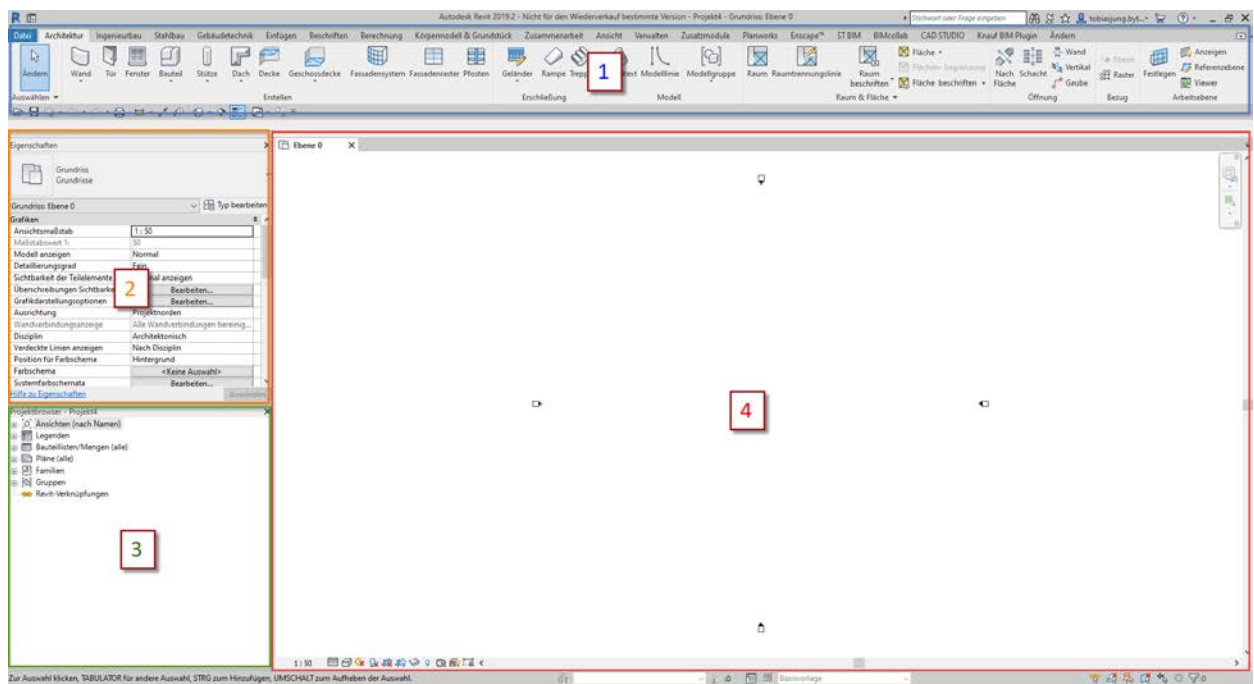 Autodesk Revit 2019.2 - Nicht für den Wiederverkauf bestimmte Version - Projekt4 - Grundriss: Ebene 0
Stichwort oder Frage eingeben
tobiasjung.byt...
Datei Architektur Ingenieurbau Stahlbau Gebäudetechnik Einfügen Beschriften Berechnung Körpermodell & Grundstück Zusammenarbeit Ansicht Verwalten Zusatzmodule Planworks Enscape™ ST BIM BIMcollab CAD STUDIO Knauf BIM Plugin Ändern
Ändern Wand Tür Fenster Bauteil Stütze Dach Decke Geschossdecke Fassadensystem Fassadenraster Pfosten Geländer Rampe Modelllinie Modellgruppe Raum Raumtrennungslinie Raum beschriften
Fläche
Fläche beschriften
Nach Fläche
Schacht
Wand
Vertikal
Gaube
Ebene
Raster
Festlegen
Anzeigen
Referenzebene
Viewer
Auswählen Erstellen Erschließung Modell Raum & Fläche Öffnung Bezug Arbeitsebene
1
Eigenschaften
Grundriss
Grundrisse
Grundriss: Ebene 0
Typ bearbeiten
Grafiken
Ansichtsmaßstab 1 : 50
Maßstabswert 1: 50
Modell anzeigen Normal
Detaillierungsgrad Fein
Sichtbarkeit der Teilelemente anzeigen
Überschreibungen Bearbeiten...
Grafikdarstellungsoptionen Bearbeiten...
Ausrichtung Projektnorden
Wandverbindungsanzeige Alle Wandverbindungen bereinig...
Disziplin Architektonisch
Verdeckte Linien anzeigen Nach Disziplin
Position für Farbschema Hintergrund
Farbschema <Keine Auswahl>
Systemfarbschemata Bearbeiten...
Hilfe zu Eigenschaften
Anwenden
2
Projektbrowser - Projekt4
Ansichten (nach Namen)
Legenden
Bauteillisten/Mengen (alle)
Pläne (alle)
Familien
Gruppen
Revit-Verknüpfungen
3
Ebene 0
4
1 : 50
Zur Auswahl klicken, TABULATOR für andere Auswahl, STRG zum Hinzufügen, UMSCHALT zum Aufheben der Auswahl.
:0
Basisvorlage
:0